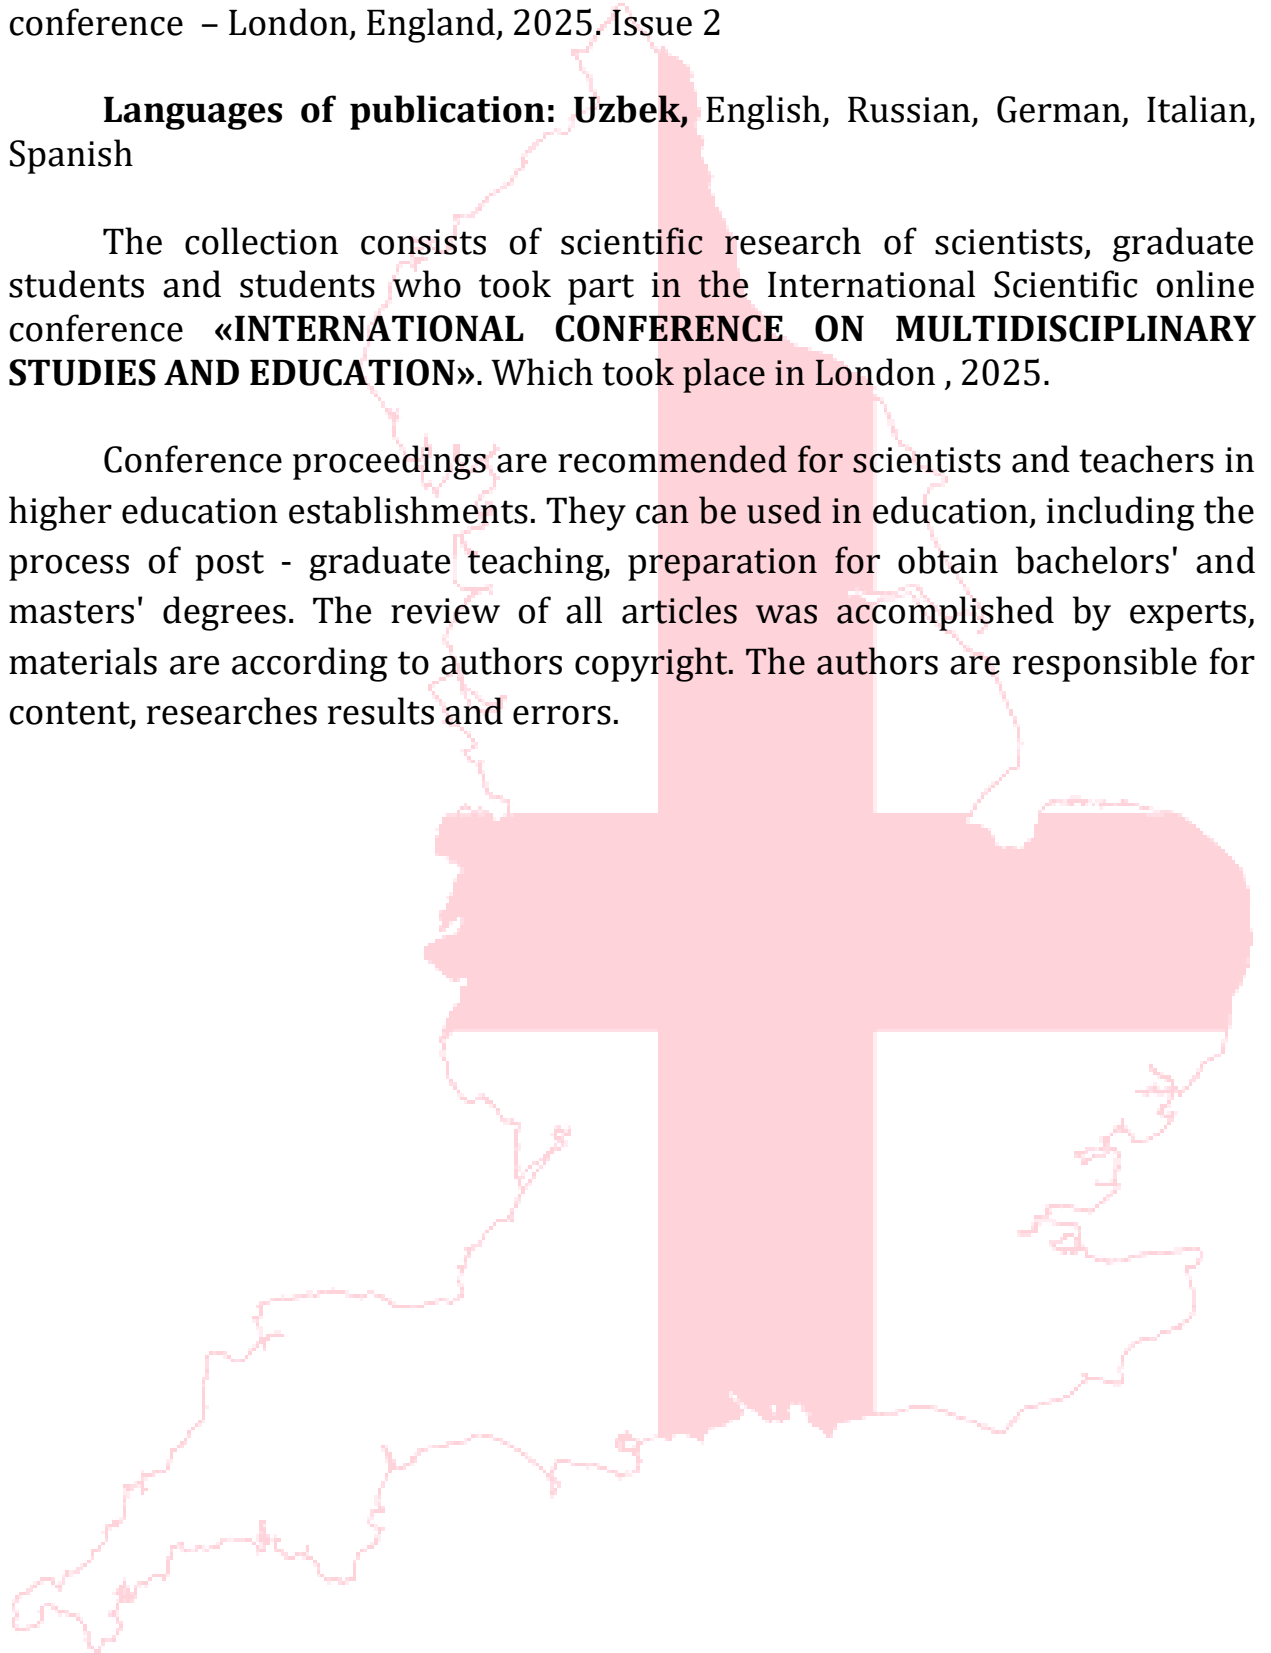 conference – London, England, 2025. Issue 2
Languages of publication: Uzbek, English, Russian, German, Italian,
Spanish
The collection consists of scientific research of scientists, graduate
students and students who took part in the International Scientific online
conference «INTERNATIONAL CONFERENCE ON MULTIDISCIPLINARY
STUDIES AND EDUCATION». Which took place in London , 2025.
Conference proceedings are recommended for scientists and teachers in
higher education establishments. They can be used in education, including the
process of post - graduate teaching, preparation for obtain bachelors' and
masters' degrees. The review of all articles was accomplished by experts,
materials are according to authors copyright. The authors are responsible for
content, researches results and errors.